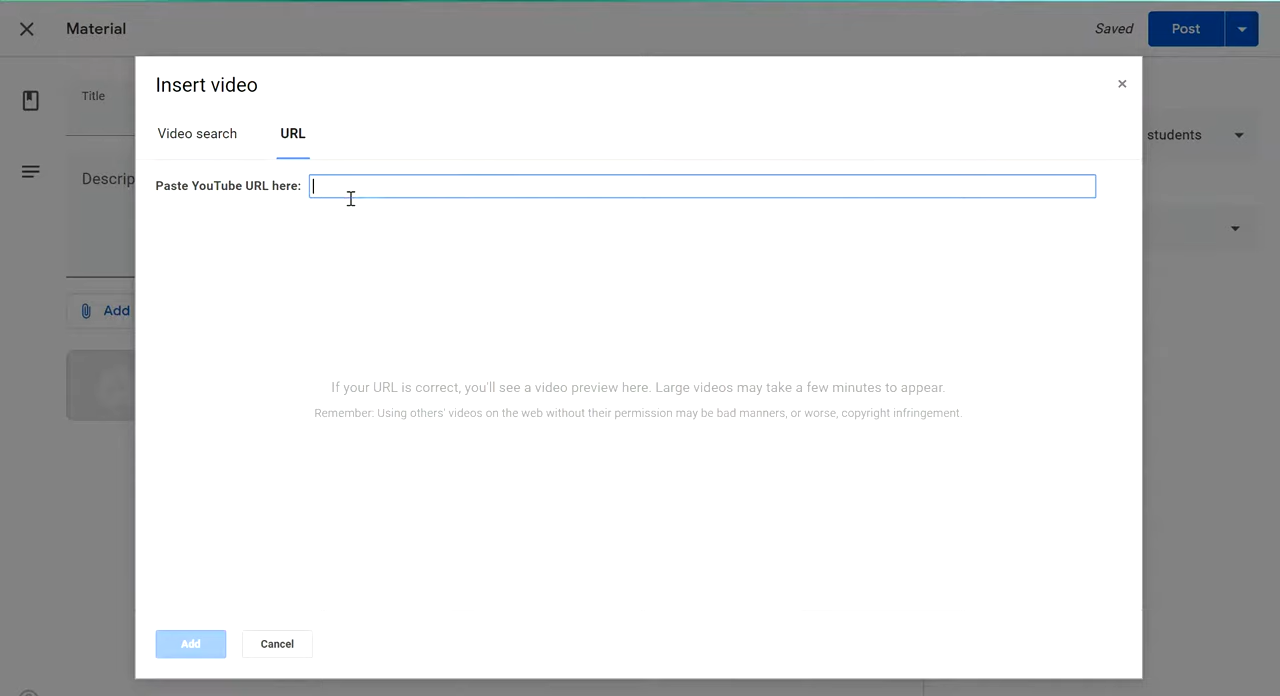 Material
Saved
Post
Insert video
Title
Video search
URL
students
Descrip
Paste YouTube URL here:
Add
If your URL is correct, you'll see a video preview here. Large videos may take a few minutes to appear.
Remember: Using others' videos on the web without their permission may be bad manners, or worse, copyright infringement.
Add
Cancel